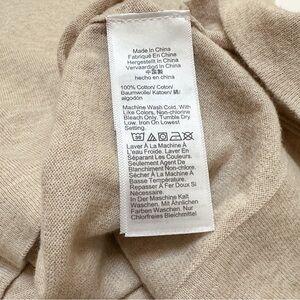 Made In China
Fabriqué En Chine
Hergestellt in China
Vervaardigd In China
中国製
hecho en china
100% Cotton/ Coton/
Baumwolle/ Katoen/ 綿/
algodón
Machine Wash Cold, With
Like Colors, Non-chlorine
Bleach Only, Tumble Dry
Low. Iron on Lowest
Setting.
Laver À La Machine À
L'eau Froide. Laver En
Séparant Les Couleurs.
Seulement Agent De
Blanchiment Non-chlore.
Sécher À La Machine À
Basse Température.
Repasser À Fer Doux Si
Nécessaire.
In Der Maschine Kalt
Waschen, Mit Ähnlichen
Farben Waschen. Nur
Chlorfreies Bleichmittel